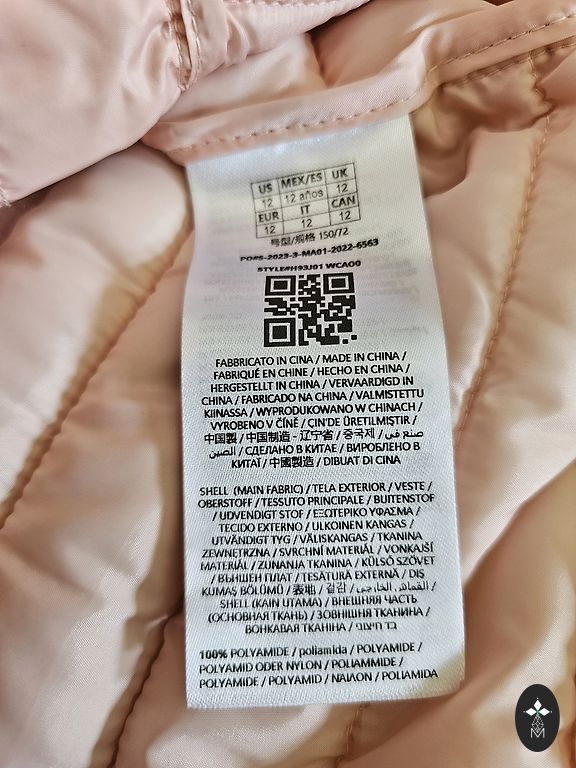 US MEX/ES UK
12 12 años 12
EUR IT CAN
12 12 12
号型/规格 150/72
PO#S-2023-3-MA01-2022-6563
STYLE#H93J01 WCAO0
FABBRICATO IN CINA / MADE IN CHINA /
FABRIQUÉ EN CHINE / HECHO EN CHINA /
HERGESTELLT IN CHINA / VERVAARDIGD IN
CHINA / FABRICADO NA CHINA / VALMISTETTU
KIINASSA / WYPRODUKOWANO W CHINACH /
VYROBENO V ČÍNĚ / ÇIN'DE ÜRETILMIŞTIR /
中国製 / 中国制造 - 辽宁省 / 중국제 / صنع في
الصين / СДЕЛАНО В КИТАЕ / ВИРОБЛЕНО В
КИТАЇ / 中國製造 / DIBUAT DI CINA
SHELL (MAIN FABRIC) / TELA EXTERIOR / VESTE /
OBERSTOFF / TESSUTO PRINCIPALE / BUITENSTOF
/ UDVENDIGT STOF / ΕΞΩΤΕΡΙΚΟ ΥΦΑΣΜΑ /
TECIDO EXTERNO / ULKOINEN KANGAS /
UTVÄNDIGT TYG / VÄLISKANGAS / TKANINA
ZEWNĘTRZNA / SVRCHNÍ MATERIÁL / VONKAJŠÍ
MATERIÁL / ZUNANJA TKANINA / KÜLSŐ SZÖVET
/ ВЪНШЕН ПЛАТ / TESĂTURĂ EXTERNĂ / DIŞ
KUMAŞ BÖLÜMÜ / 表地 / 겉감 / القماش الخارجي /
SHELL (KAIN UTAMA) / ВНЕШНЯЯ ЧАСТЬ
(ОСНОВНАЯ ТКАНЬ) / ЗОВНІШНЯ ТКАНИНА /
ВОНКАВАЯ ТКАНІНА / בד חיצוני
100% POLYAMIDE / poliamida / POLYAMIDE /
POLYAMID ODER NYLON / POLIAMMIDE /
POLYAMIDE / POLYAMID / ΝΑΙΛΟΝ / POLIAMIDA
M